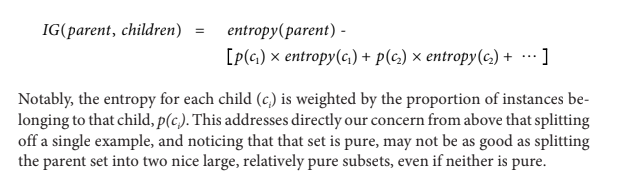 IG(parent, children) = entropy(parent) -
[p(c₁) × entropy(c₁) + p(c₂) × entropy(c₂) + ⋯ ]
Notably, the entropy for each child (cᵢ) is weighted by the proportion of instances be-
longing to that child, p(cᵢ). This addresses directly our concern from above that splitting
off a single example, and noticing that that set is pure, may not be as good as splitting
the parent set into two nice large, relatively pure subsets, even if neither is pure.